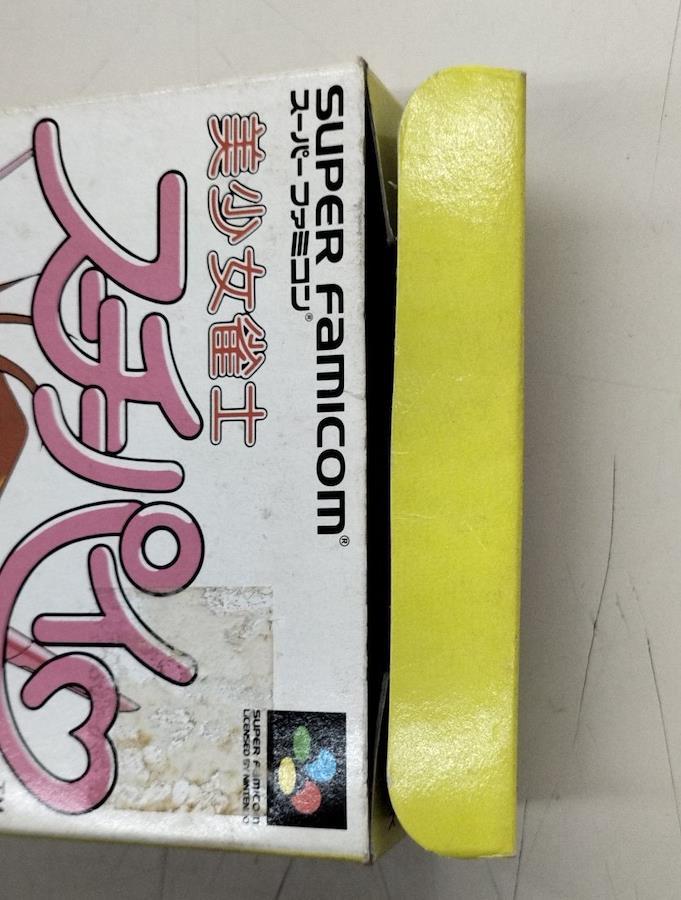 SUPER FAMICOM®
スーパーファミコン®
美少女雀士
スーチーパイ
SUPER FAMICOM
LICENSED BY NINTENDO
TM